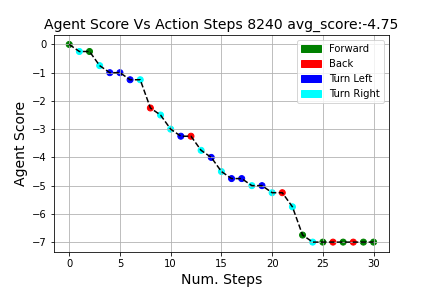 Agent Score Vs Action Steps 8240 avg_score:-4.75
Agent Score
0
−1
−2
−3
−4
−5
−6
−7
Forward
Back
Turn Left
Turn Right
0 5 10 15 20 25 30
Num. Steps